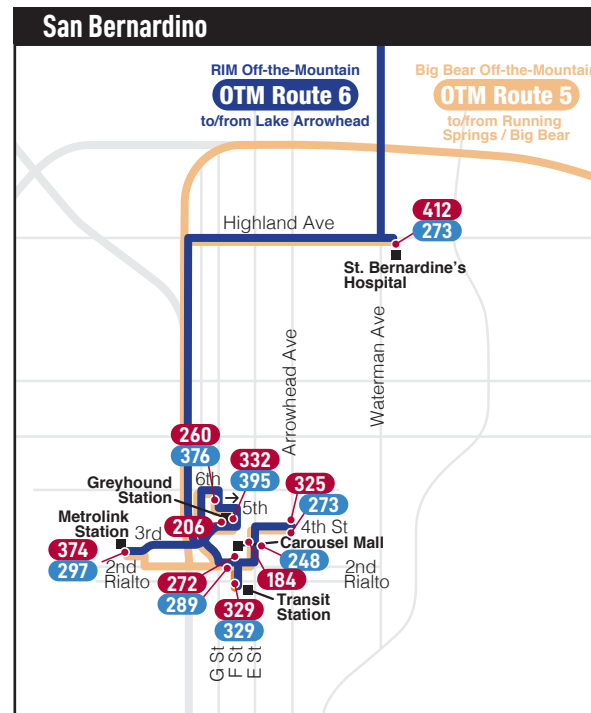 San Bernardino
RIM Off-the-Mountain
OTM Route 6
to/from Lake Arrowhead
Big Bear Off-the-Mountain
OTM Route 5
to/from Running
Springs / Big Bear
412
273
Highland Ave
St. Bernardine's
Hospital
Arrowhead Ave
Waterman Ave
260
376
332
395
325
273
6th
Greyhound
Station
5th
206
4th St
Metrolink
Station
3rd
Carousel Mall
374
297
2nd
Rialto
248
184
2nd
Rialto
272
289
Transit
Station
329
329
G St
F St
E St